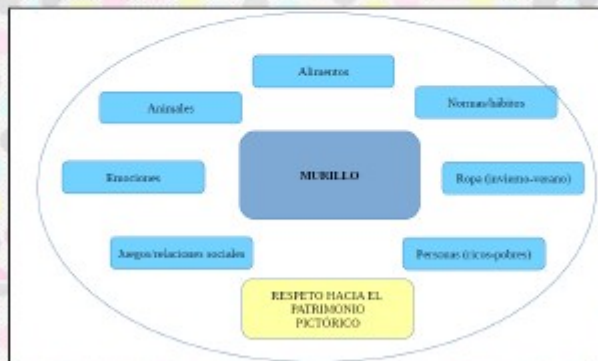 Alimentos
Animales
Normas/hábitos
Emociones
MURILLO
Ropa (invierno-verano)
Juegos/relaciones sociales
Personas (ricos-pobres)
RESPETO HACIA EL
PATRIMONIO
PICTÓRICO